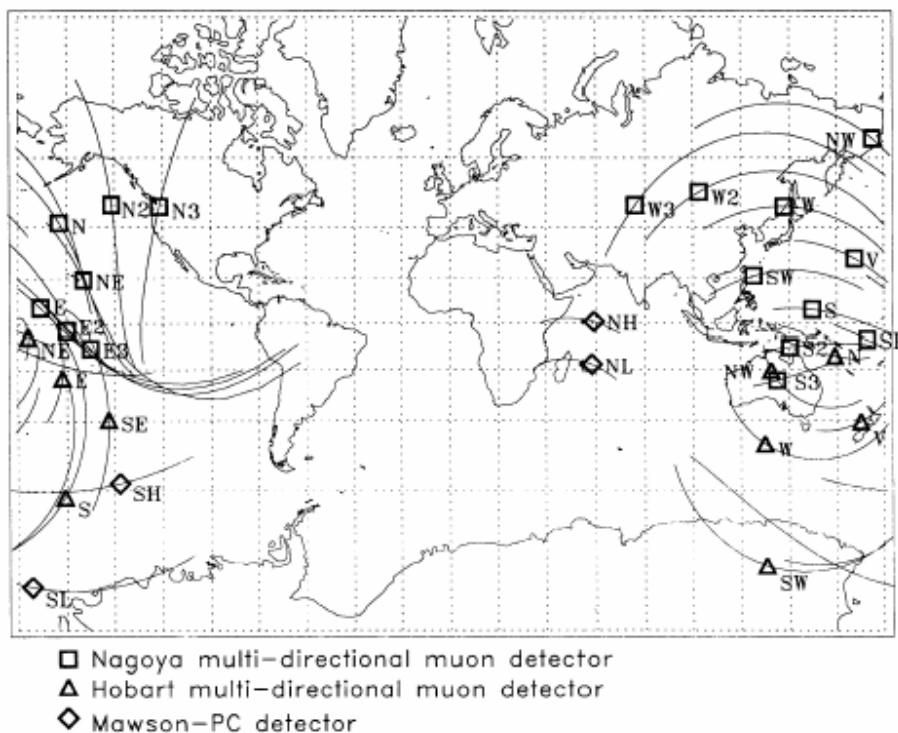 NW
N N2 N3 W3 W2 W
NE SW V
E E2 NH S
NE E3 S2 N SE
E NL NW S3
SE W V
S SH
SL SW
Nagoya multi-directional muon detector
Hobart multi-directional muon detector
Mawson-PC detector